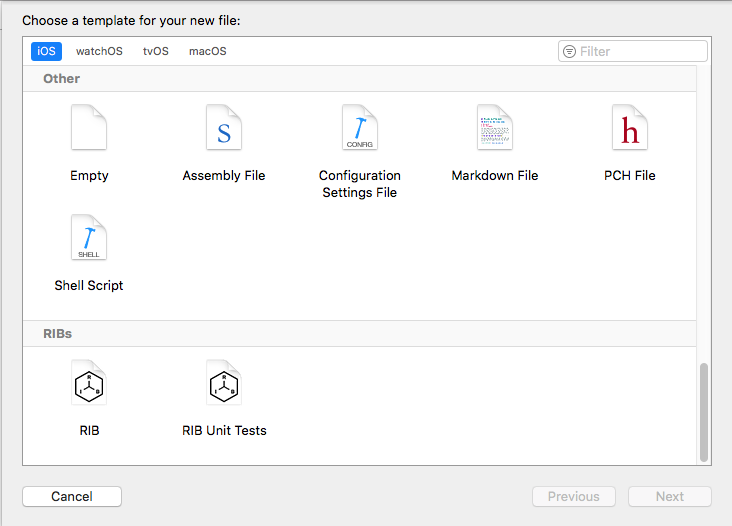 Choose a template for your new file:
iOS watchOS tvOS macOS Filter
Other
S CONFIG h
Empty Assembly File Configuration Settings File Markdown File PCH File
SHELL
Shell Script
RIBs
R I B R I B
RIB RIB Unit Tests
Cancel Previous Next